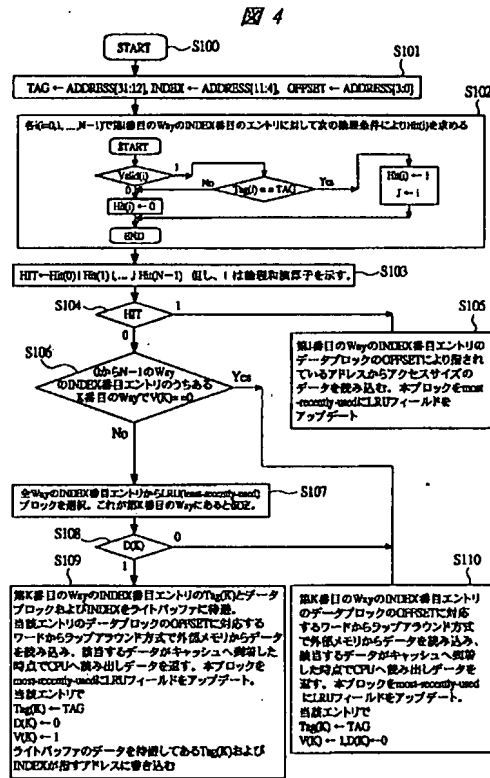 図 4
START
S100
S101
TAG ← ADDRESS[31:12], INDEX ← ADDRESS[11:4], OFFSET ← ADDRESS[3:0]
S102
各i(i=0,1, ... ,N−1)で第i番目のWayのINDEX番目のエントリに対して次の論理条件によりHit(i)を求める
START
Valid(i)
1
0
No
Tag(i) = = TAG
Yes
Hit(i) ← 1
J ← i
Hit(i) ← 0
END
HIT←Hit(0) | Hit(1) | ... | Hit(N−1) 但し、| は論理和演算子を示す。
S103
S104
HIT
1
0
S105
第J番目のWayのINDEX番目エントリの
データブロックのOFFSETにより指され
ているアドレスからアクセスサイズの
データを読み込む。本ブロックをmost
-recently-usedにLRUフィールドを
アップデート
S106
0からN−1のWay
のINDEX番目エントリのうちある
K番目のWayでV(K)= =0
Yes
No
全WayのINDEX番目エントリからLRU(least-recently-used)
ブロックを選択。これが第K番目のWayにあると仮定。
S107
S108
D(K)
0
1
S109
第K番目のWayのINDEX番目エントリのTag(K)とデータ
ブロックおよびINDEXをライトバッファに待避。
当該エントリのデータブロックのOFFSETに対応する
ワードからラップアラウンド方式で外部メモリからデータ
を読み込み、該当するデータがキャッシュへ到着した
時点でCPUへ読み出しデータを返す。本ブロックを
most-recently-usedにLRUフィールドをアップデート。
当該エントリで
Tag(K) ← TAG
D(K) ← 0
V(K) ← 1
ライトバッファのデータを待避してあるTag(K)および
INDEXが指すアドレスに書き込む
S110
第K番目のWayのINDEX番目エントリ
のデータブロックのOFFSETに対応
するワードからラップアラウンド方式
で外部メモリからデータを読み込み、
該当するデータがキャッシュへ到着
した時点でCPUへ読み出しデータを
返す。本ブロックをmost-recently-used
にLRUフィールドをアップデート。
当該エントリで
Tag(K) ← TAG
V(K) ← 1,D(K)←0